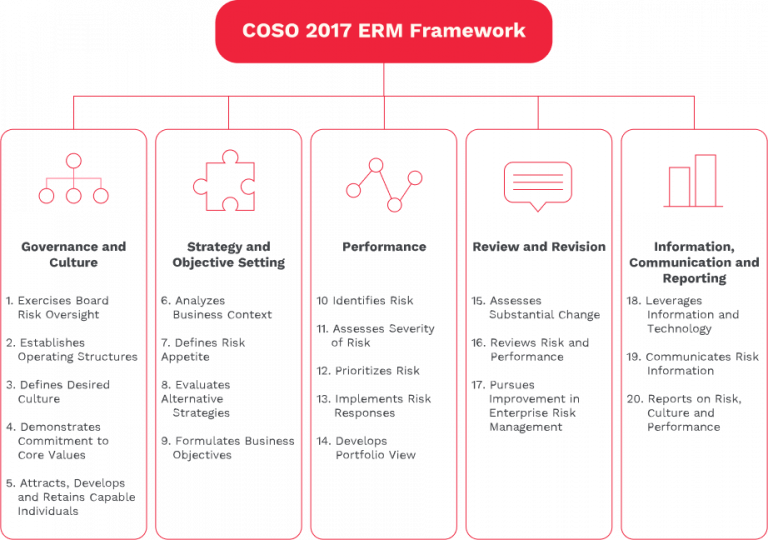 COSO 2017 ERM Framework
Governance and
Culture
1. Exercises Board
Risk Oversight
2. Establishes
Operating Structures
3. Defines Desired
Culture
4. Demonstrates
Commitment to
Core Values
5. Attracts, Develops
and Retains Capable
Individuals
Strategy and
Objective Setting
6. Analyzes
Business Context
7. Defines Risk
Appetite
8. Evaluates
Alternative
Strategies
9. Formulates Business
Objectives
Performance
10 Identifies Risk
11. Assesses Severity
of Risk
12. Prioritizes Risk
13. Implements Risk
Responses
14. Develops
Portfolio View
Review and Revision
15. Assesses
Substantial Change
16. Reviews Risk and
Performance
17. Pursues
Improvement in
Enterprise Risk
Management
Information,
Communication and
Reporting
18. Leverages
Information and
Technology
19. Communicates Risk
Information
20. Reports on Risk,
Culture and
Performance